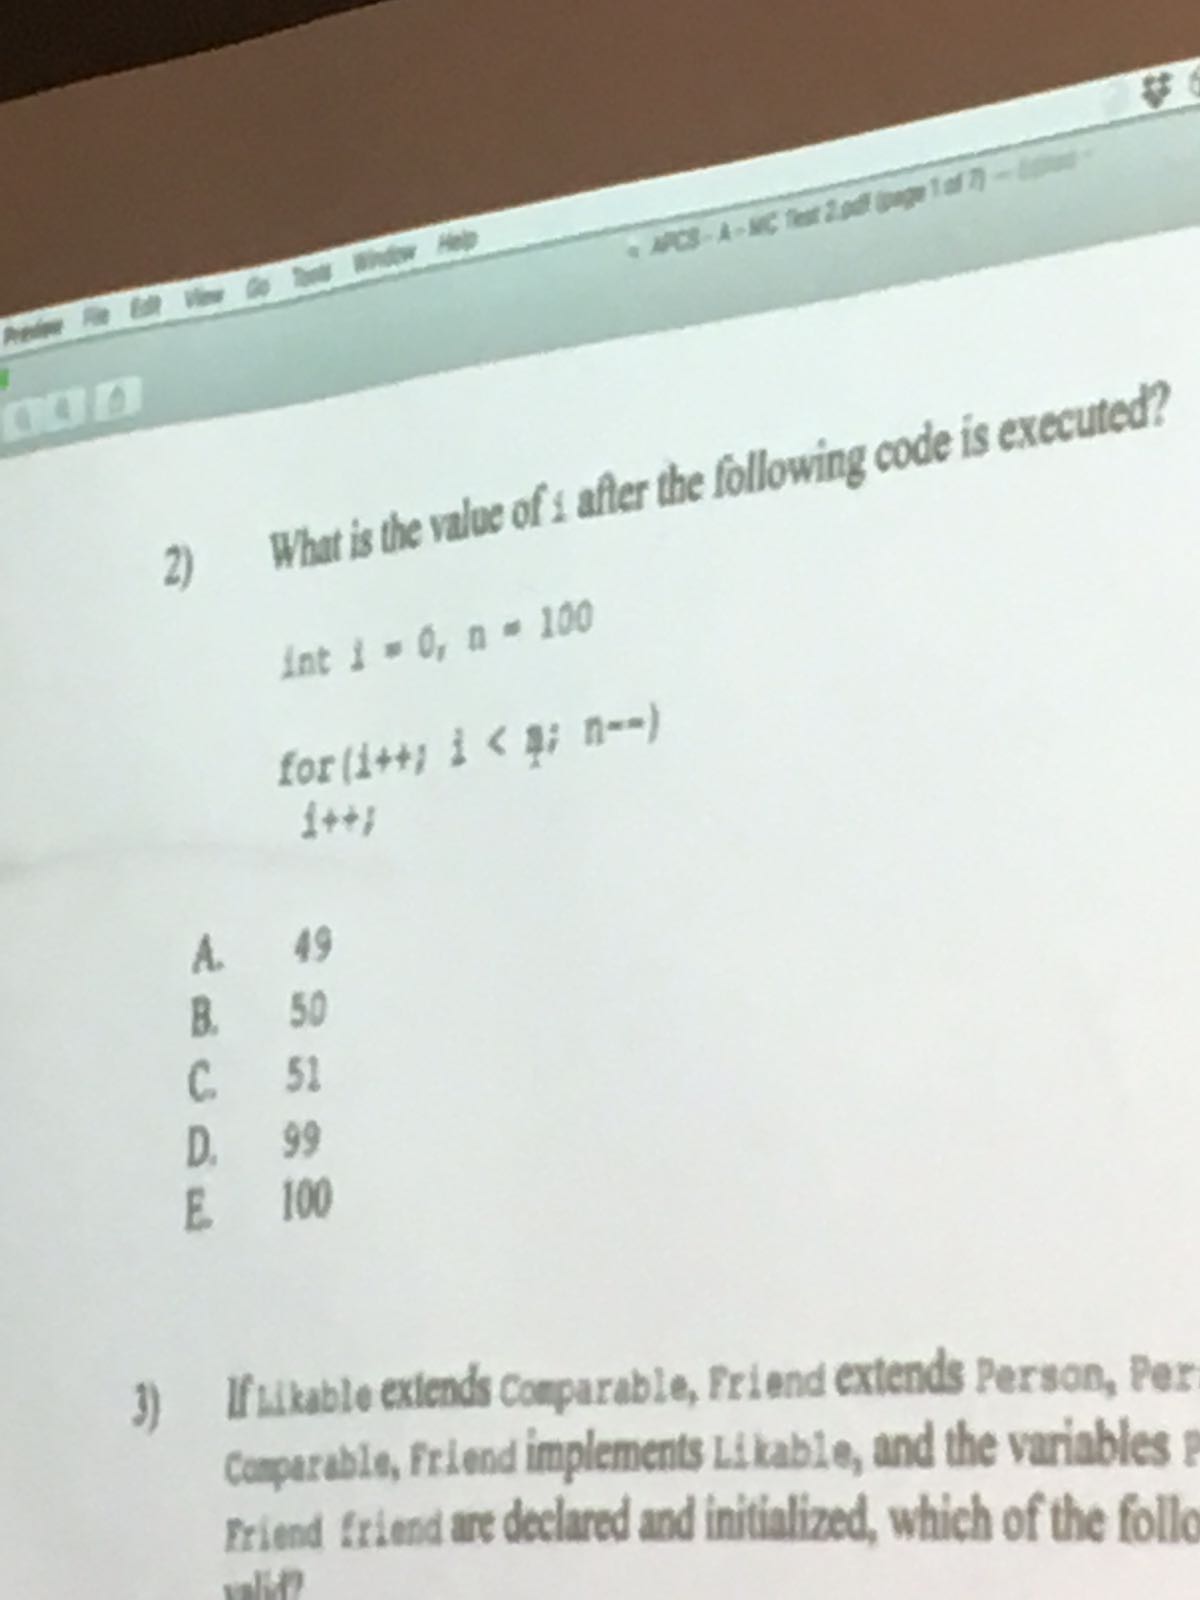 Preview File Edit View Go Tools Window Help
APCS - A - MC Test 2.pdf (page 1 of 7) — Edited
2) What is the value of i after the following code is executed?
int i = 0, n = 100
for(i++; i < n; n--)
i++;
A. 49
B. 50
C. 51
D. 99
E. 100
3) If Likable extends Comparable, Friend extends Person, Per
Comparable, Friend implements Likable, and the variables P
Friend friend are declared and initialized, which of the follo
valid?